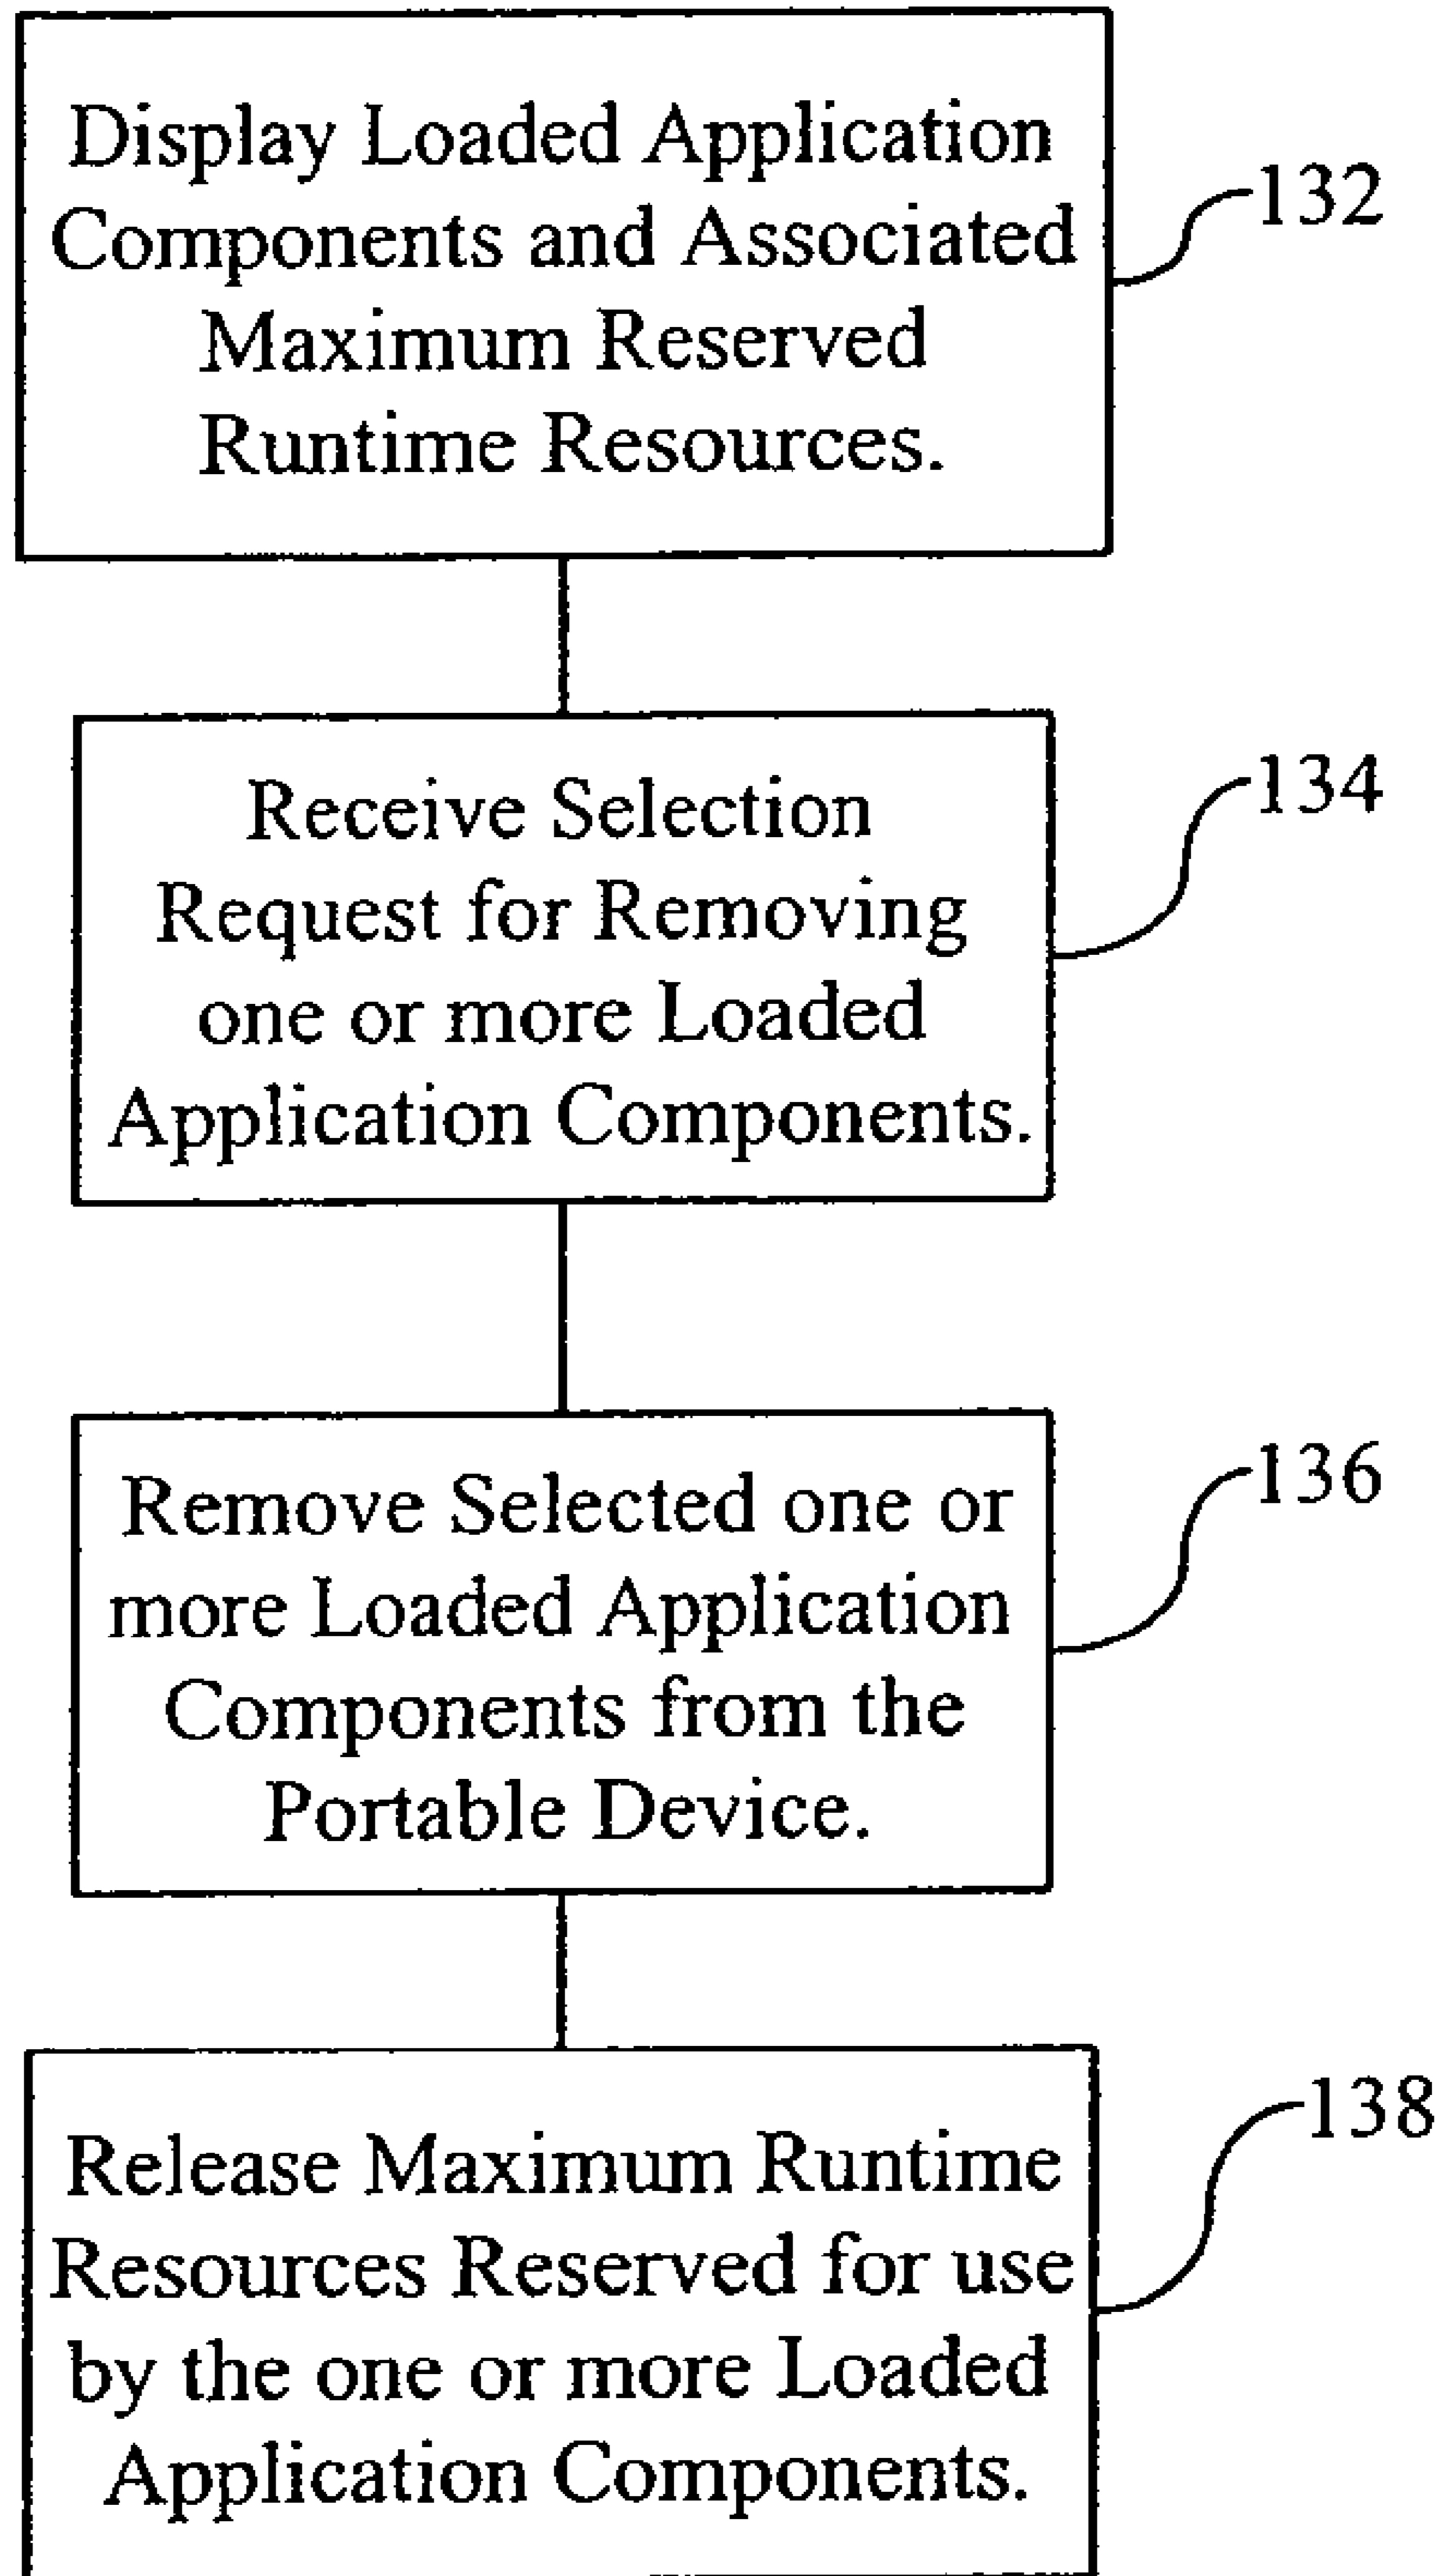 Display Loaded Application
Components and Associated
Maximum Reserved
Runtime Resources.
132
Receive Selection
Request for Removing
one or more Loaded
Application Components.
134
Remove Selected one or
more Loaded Application
Components from the
Portable Device.
136
Release Maximum Runtime
Resources Reserved for use
by the one or more Loaded
Application Components.
138